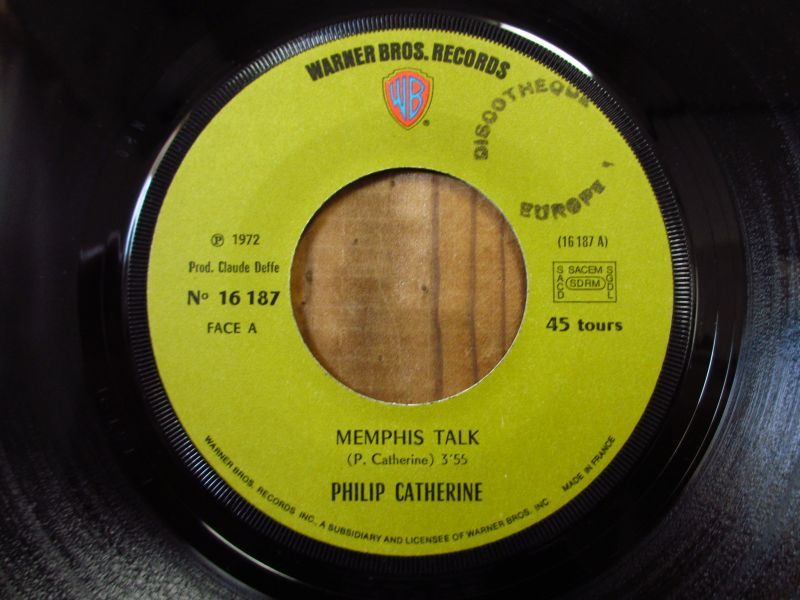 WARNER BROS. RECORDS
WB
®
DISCOTHEQUE
EUROPE 1
℗ 1972
Prod. Claude Deffe
No 16 187
FACE A
(16 187 A)
SACD
SACEM
SDRM
SGDL
45 tours
MEMPHIS TALK
(P. Catherine) 3'55
PHILIP CATHERINE
WARNER BROS. RECORDS INC. A SUBSIDIARY AND LICENSEE OF WARNER BROS. INC.
MADE IN FRANCE